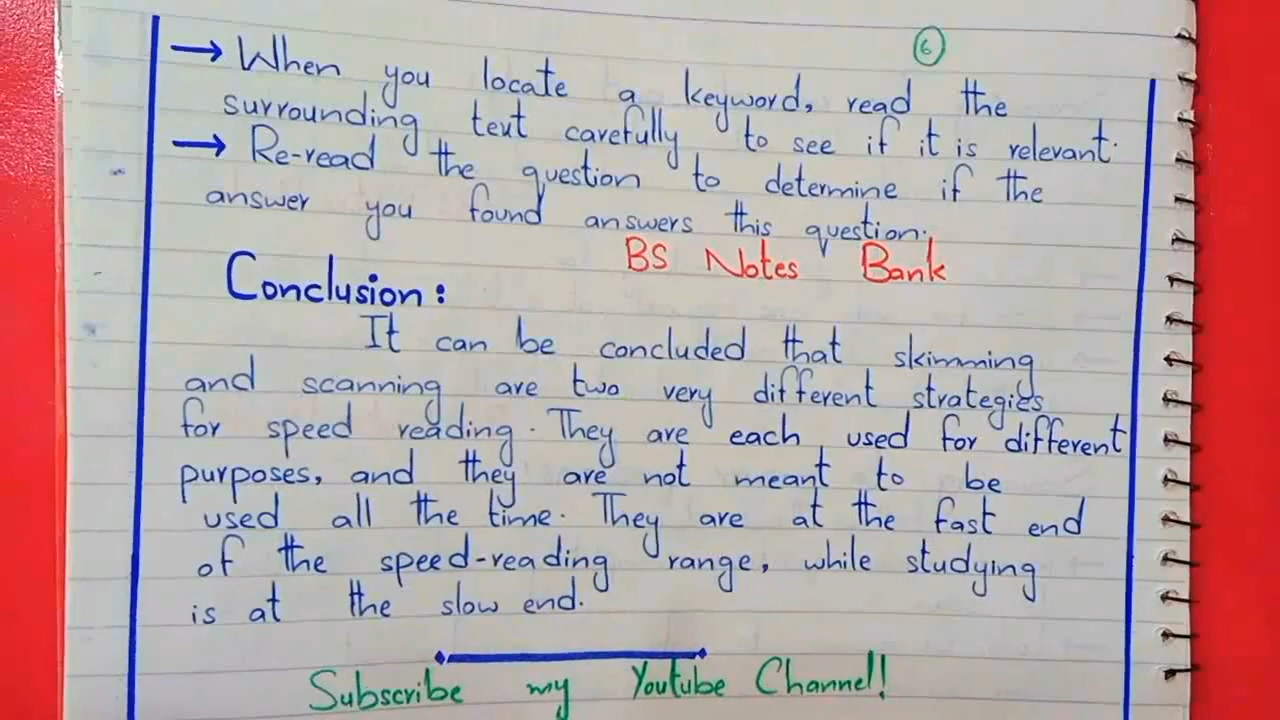 6
→ When you locate a keyword, read the
surrounding text carefully to see if it is relevant.
→ Re-read the question to determine if the
answer you found answers this question.
BS Notes Bank
Conclusion:
It can be concluded that skimming
and scanning are two very different strategies
for speed reading. They are each used for different
purposes, and they are not meant to be
used all the time. They are at the fast end
of the speed-reading range, while studying
is at the slow end.
Subscribe my Youtube Channel!